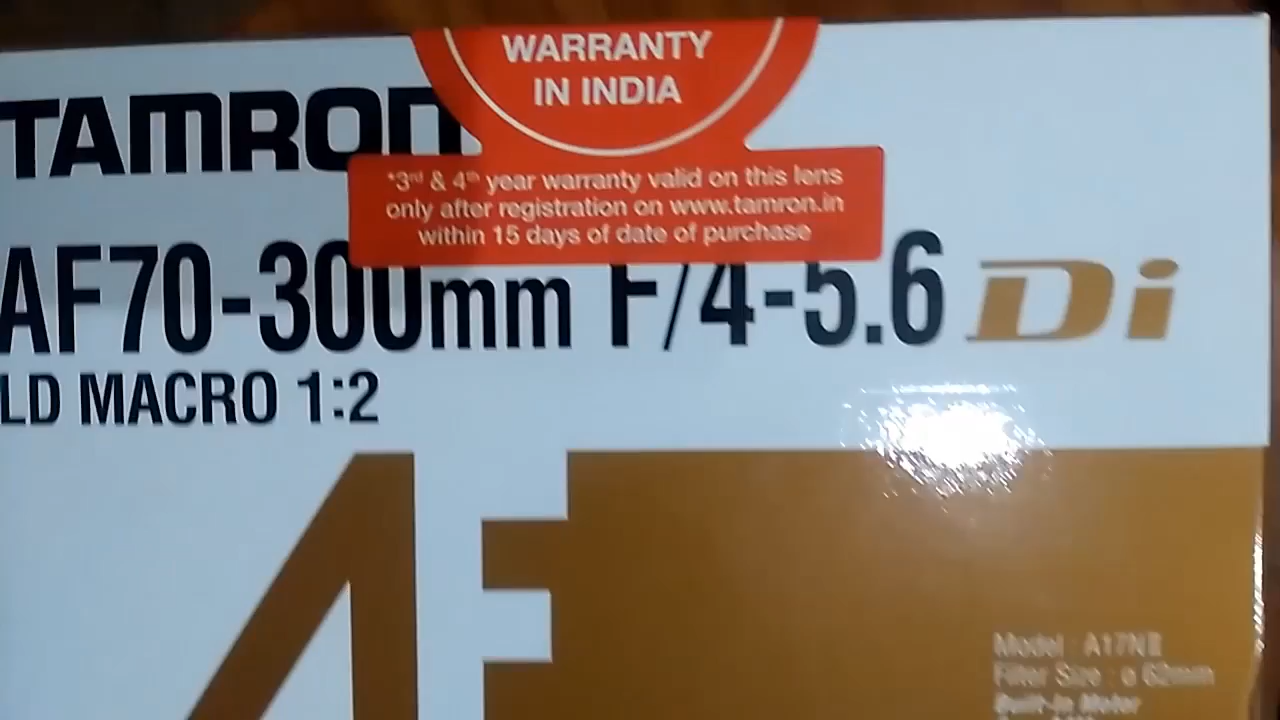 WARRANTY
IN INDIA
TAMRON
*3rd & 4th year warranty valid on this lens
only after registration on www.tamron.in
within 15 days of date of purchase
AF70-300mm F/4-5.6 Di
LD MACRO 1:2
AF
Model : A17NII
Filter Size : ø 62mm
Built-in Motor